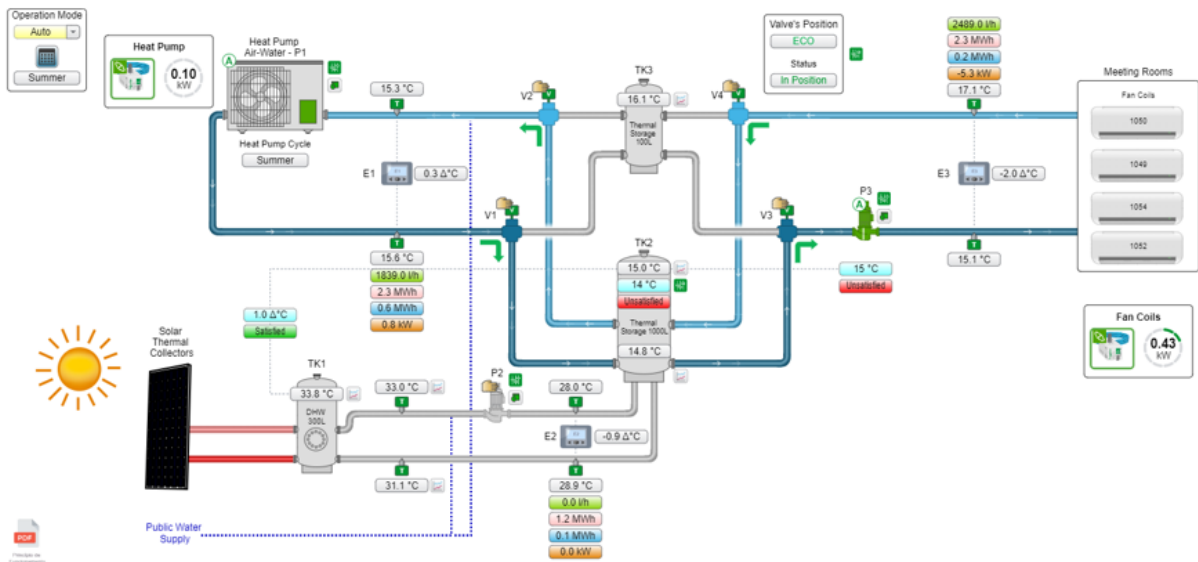 Operation Mode
Auto
Summer
Heat Pump
0.10
kW
Heat Pump
Air-Water - P1
A
Heat Pump Cycle
Summer
15.3 °C
T
E1
0.3 Δ°C
T
15.6 °C
1839.0 l/h
2.3 MWh
0.6 MWh
0.8 kW
V2
V
V1
V
TK3
16.1 °C
Thermal
Storage
100L
V4
V
V3
V
Valve's Position
ECO
Status
In Position
2489.0 l/h
2.3 MWh
0.2 MWh
-5.3 kW
17.1 °C
T
E3
-2.0 Δ°C
T
15.1 °C
P3
A
15 °C
Unsatisfied
Meeting Rooms
Fan Coils
1050
1049
1054
1052
Fan Coils
0.43
kW
TK2
15.0 °C
14 °C
Unsatisfied
Thermal
Storage 1000L
14.8 °C
1.0 Δ°C
Satisfied
Solar
Thermal
Collectors
TK1
33.8 °C
DHW
300L
33.0 °C
T
T
31.1 °C
P2
28.0 °C
T
E2
-0.9 Δ°C
T
28.9 °C
0.0 l/h
1.2 MWh
0.1 MWh
0.0 kW
Public Water
Supply
PDF